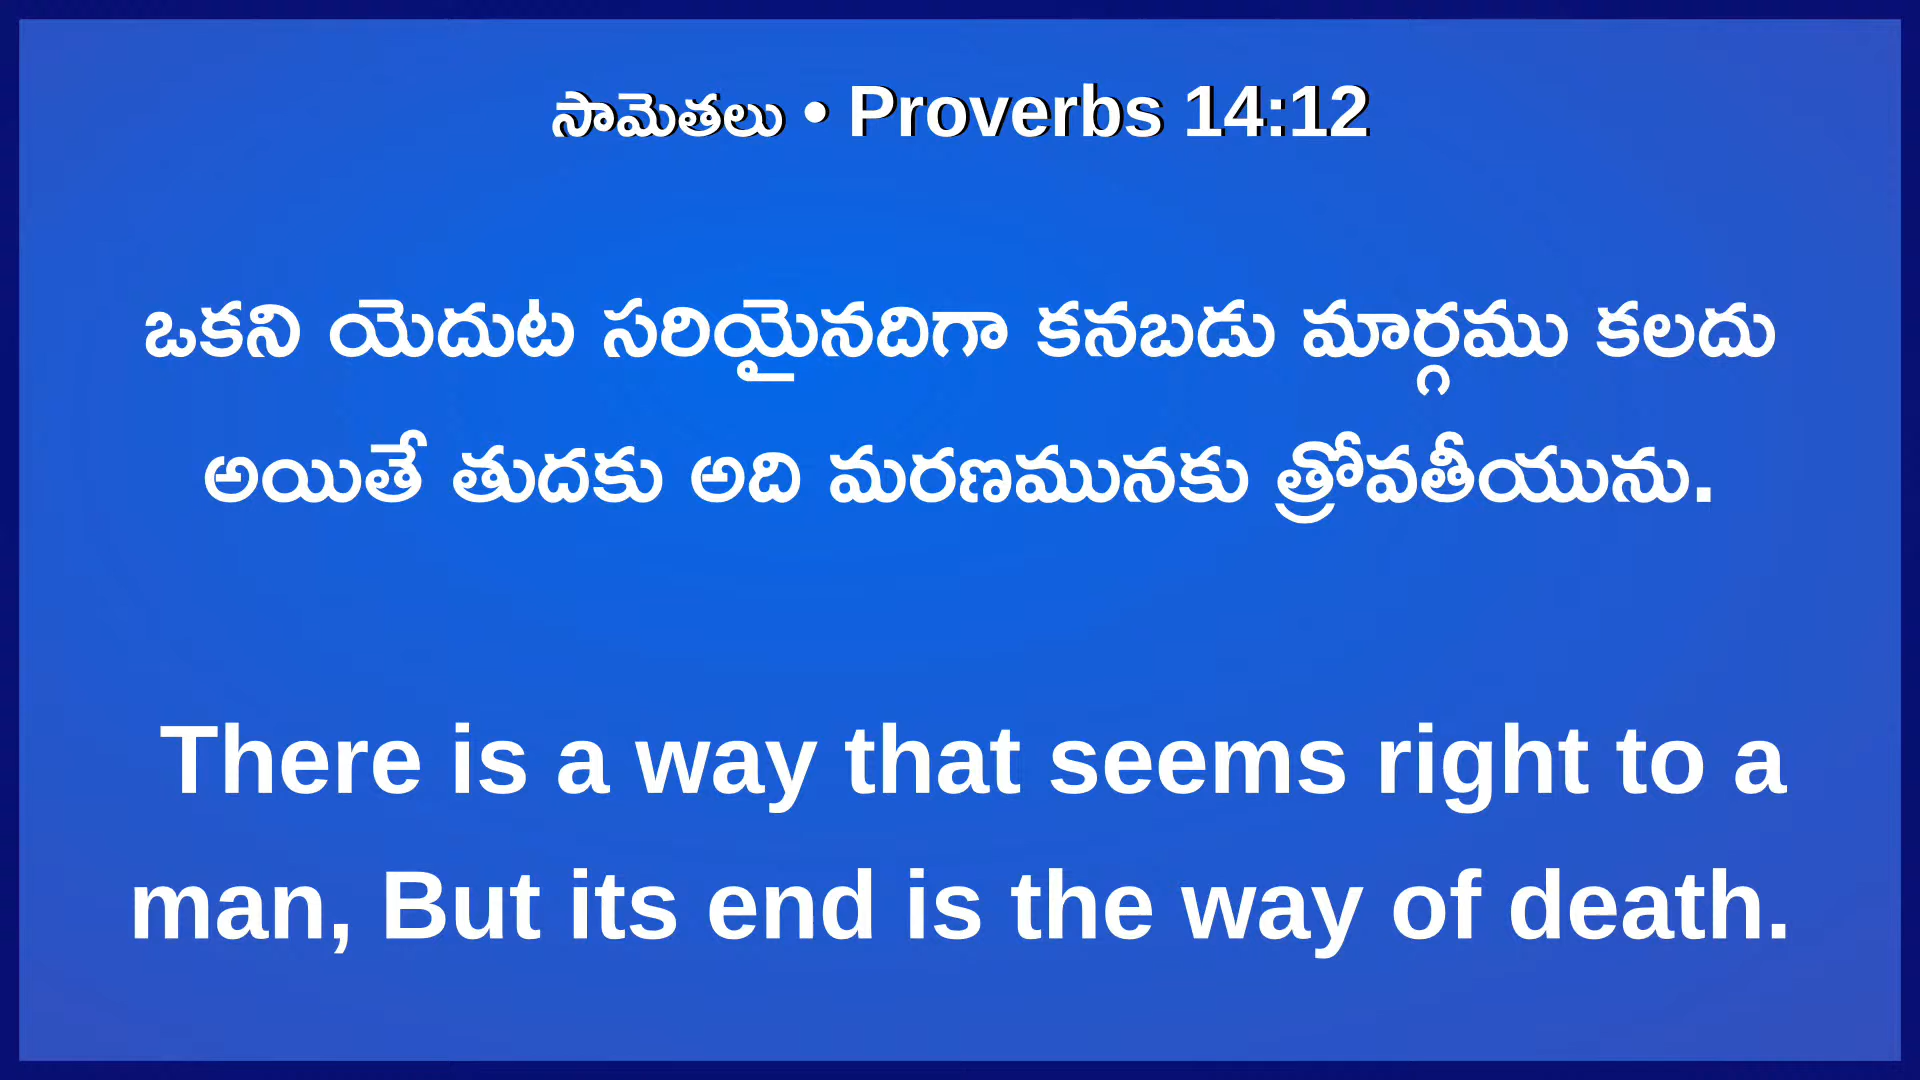 సామెతలు • Proverbs 14:12
ఒకని యెదుట సరియైనదిగా కనబడు మార్గము కలదు
అయితే తుదకు అది మరణమునకు త్రోవతీయును.
There is a way that seems right to a
man, But its end is the way of death.